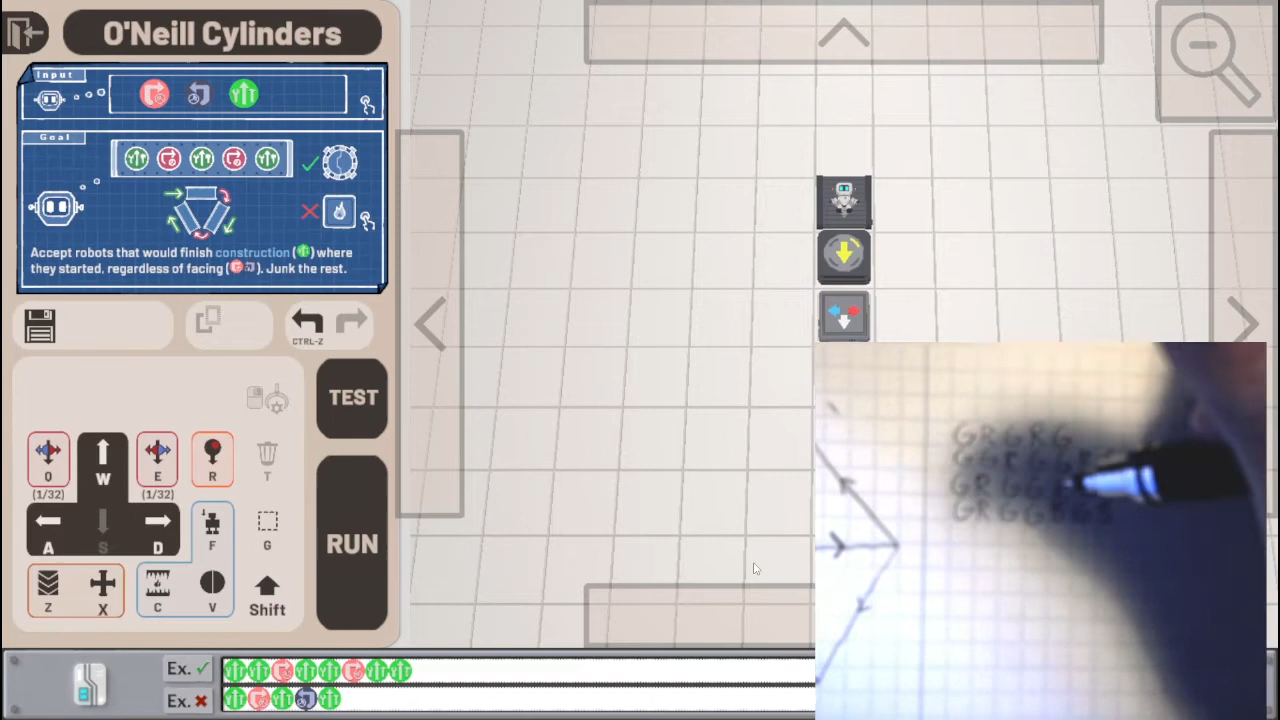 O'Neill Cylinders
Input
Goal
Accept robots that would finish construction ( ) where
they started, regardless of facing ( ). Junk the rest.
CTRL-Z
TEST
RUN
Q
(1/32)
W
E
(1/32)
R
T
A
S
D
F
G
Z
X
C
V
Shift
Ex. ✓
Ex. ✖
GRGRG